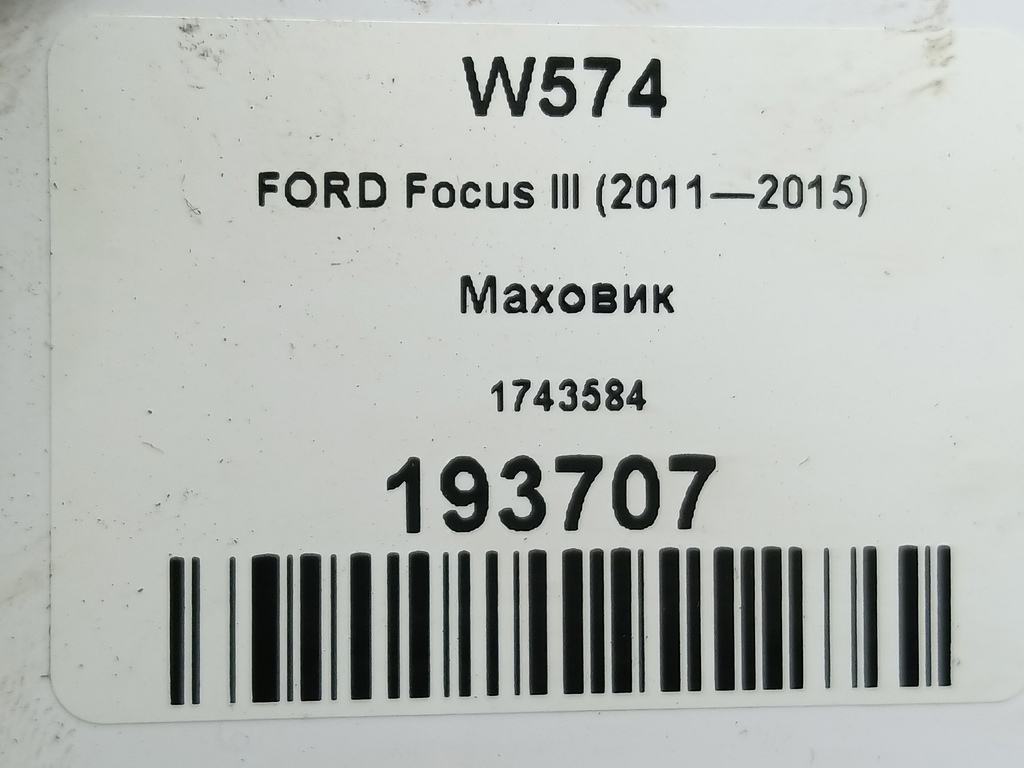 W574
FORD Focus III (2011—2015)
Маховик
1743584
193707